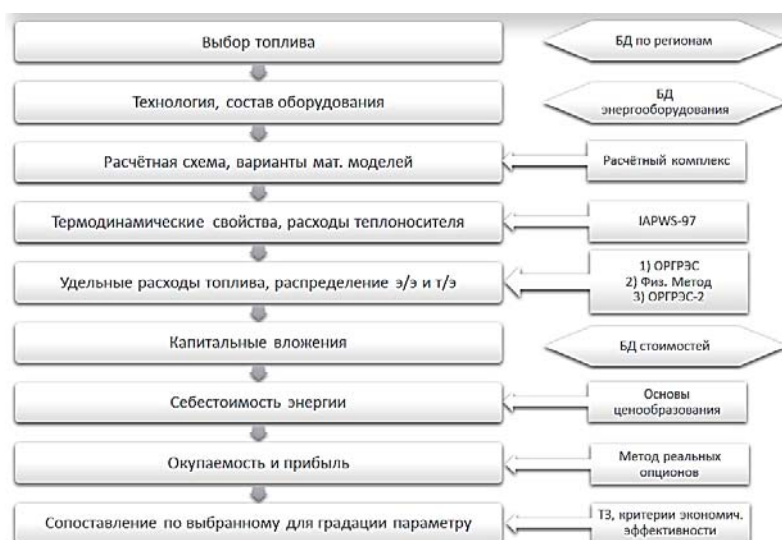 Выбор топлива
БД по регионам
Технология, состав оборудования
БД
энергооборудования
Расчётная схема, варианты мат. моделей
Расчётный комплекс
Термодинамические свойства, расходы теплоносителя
IAPWS-97
Удельные расходы топлива, распределение э/э и т/э
1) ОРГРЭС
2) Физ. Метод
3) ОРГРЭС-2
Капитальные вложения
БД стоимостей
Себестоимость энергии
Основы
ценообразования
Окупаемость и прибыль
Метод реальных
опционов
Сопоставление по выбранному для градации параметру
ТЗ, критерии экономич.
эффективности